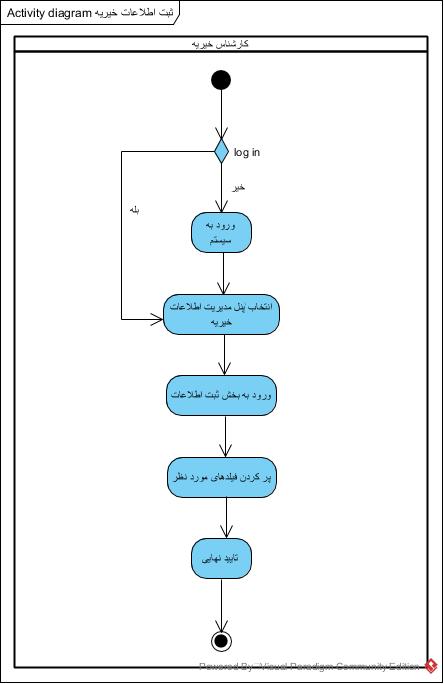 Activity diagram ثبت اطلاعات خیریه
کارشناس خیریه
log in
خیر
بله
ورود به
سیستم
انتخاب پنل مدیریت اطلاعات
خیریه
ورود به بخش ثبت اطلاعات
پر کردن فیلدهای مورد نظر
تایید نهایی
Powered By Visual Paradigm Community Edition